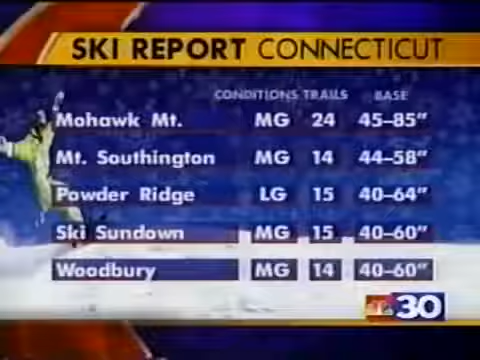 SKI REPORT CONNECTICUT
CONDITIONS TRAILS BASE
Mohawk Mt. MG 24 45–85"
Mt. Southington MG 14 44–58"
Powder Ridge LG 15 40–64"
Ski Sundown MG 15 40–60"
Woodbury MG 14 40–60"
30